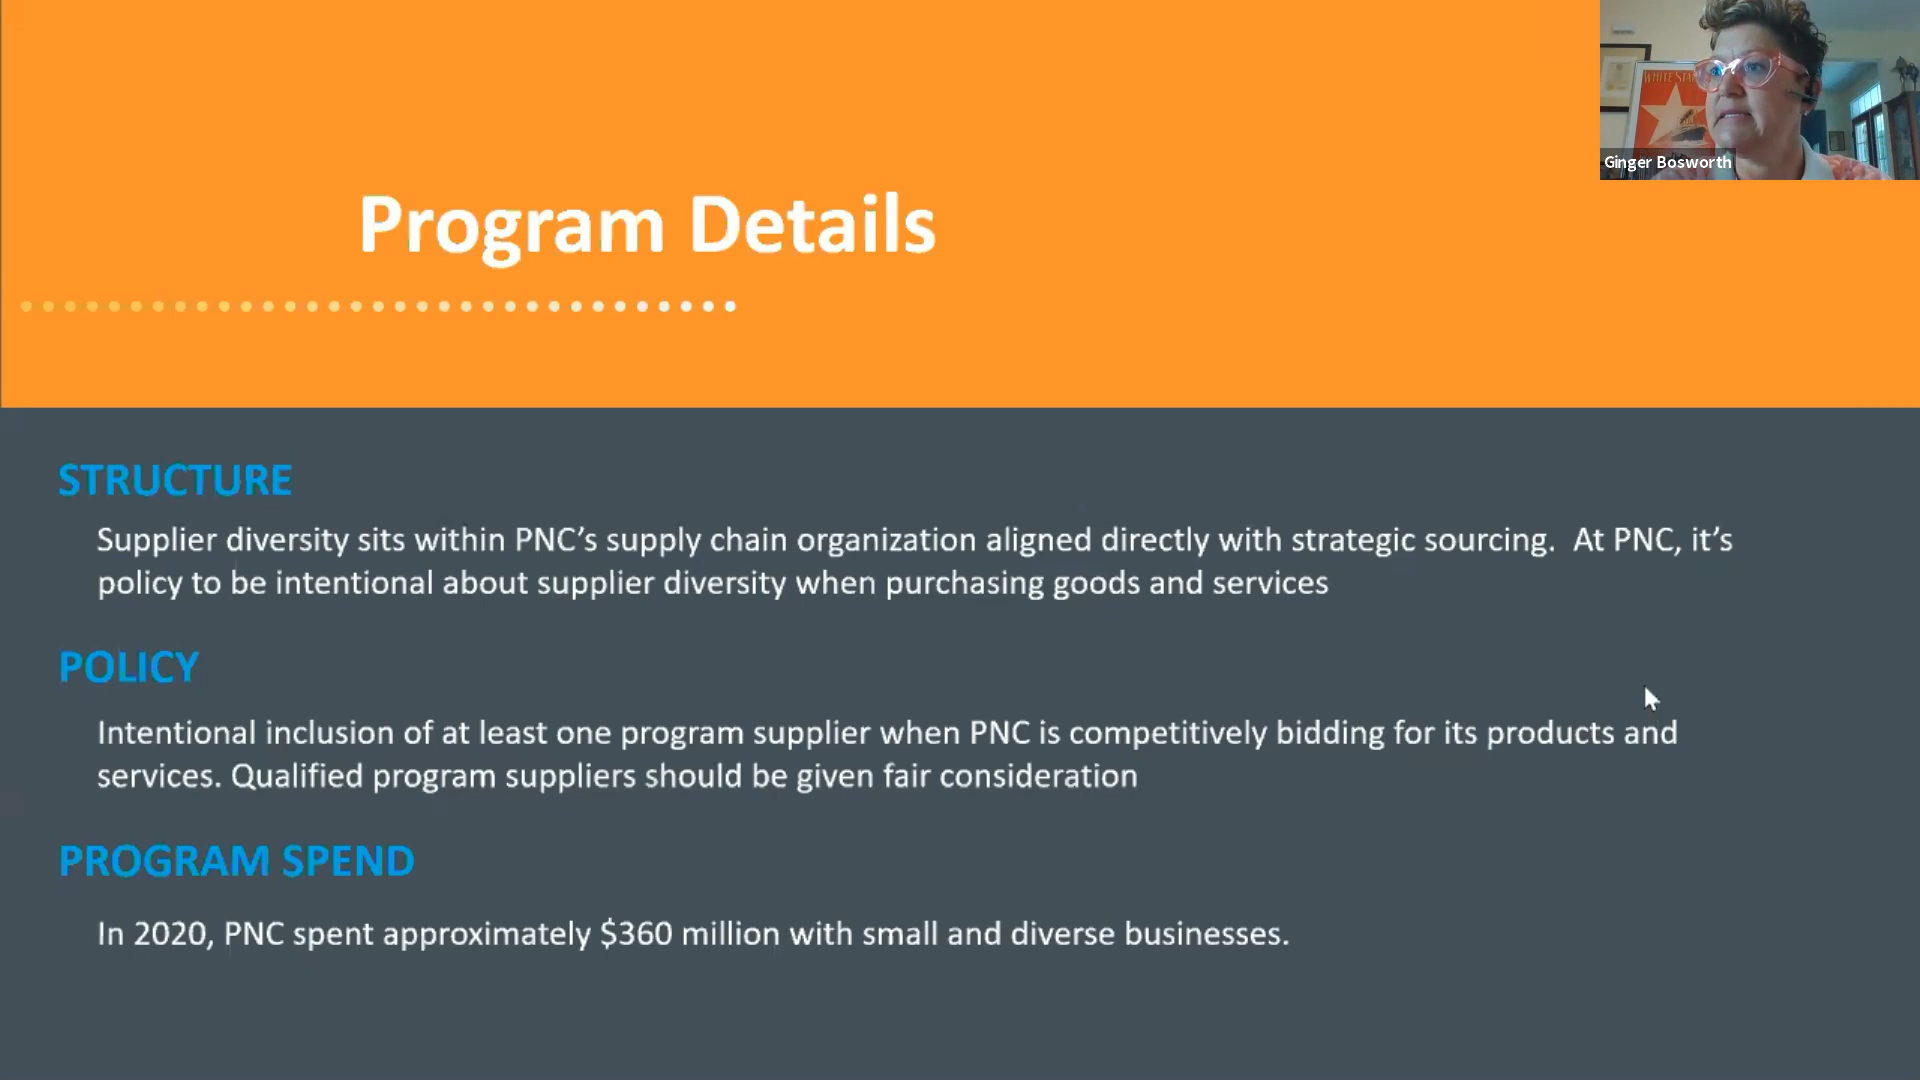 WHITE STAR
Ginger Bosworth
Program Details
STRUCTURE
Supplier diversity sits within PNC’s supply chain organization aligned directly with strategic sourcing.  At PNC, it’s
policy to be intentional about supplier diversity when purchasing goods and services
POLICY
Intentional inclusion of at least one program supplier when PNC is competitively bidding for its products and
services. Qualified program suppliers should be given fair consideration
PROGRAM SPEND
In 2020, PNC spent approximately $360 million with small and diverse businesses.